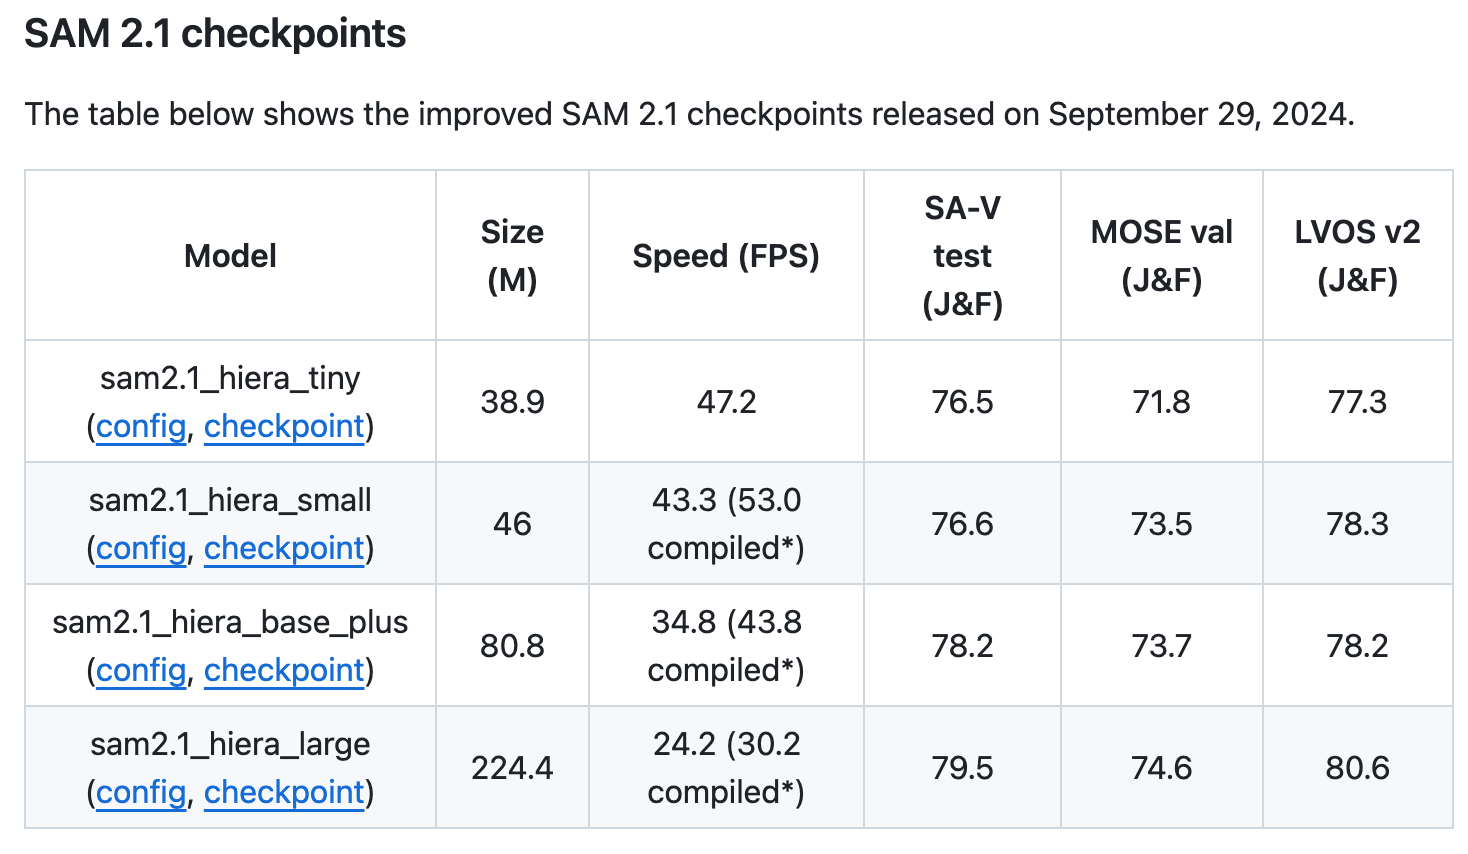 SAM 2.1 checkpoints
The table below shows the improved SAM 2.1 checkpoints released on September 29, 2024.
Model
Size
(M)
Speed (FPS)
SA-V
test
(J&F)
MOSE val
(J&F)
LVOS v2
(J&F)
sam2.1_hiera_tiny
(config, checkpoint)
38.9
47.2
76.5
71.8
77.3
sam2.1_hiera_small
(config, checkpoint)
46
43.3 (53.0
compiled*)
76.6
73.5
78.3
sam2.1_hiera_base_plus
(config, checkpoint)
80.8
34.8 (43.8
compiled*)
78.2
73.7
78.2
sam2.1_hiera_large
(config, checkpoint)
224.4
24.2 (30.2
compiled*)
79.5
74.6
80.6